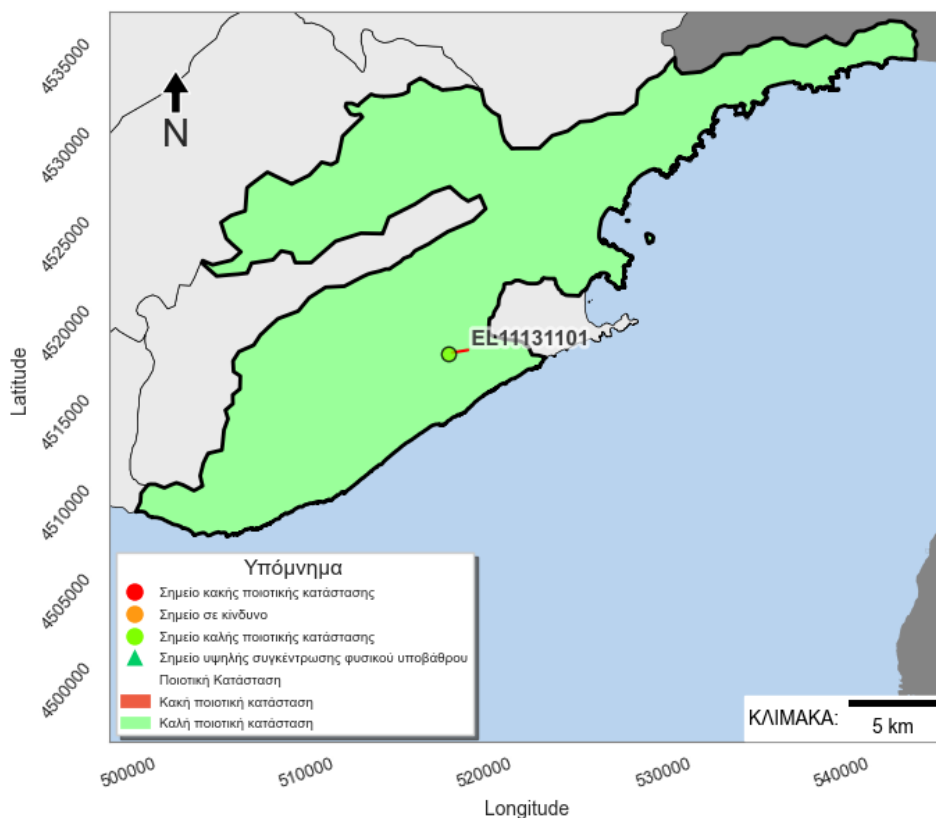 4535000
4530000
4525000
4520000
4515000
4510000
4505000
4500000
Latitude
N
EL11131101
Υπόμνημα
Σημείο κακής ποιοτικής κατάστασης
Σημείο σε κίνδυνο
Σημείο καλής ποιοτικής κατάστασης
Σημείο υψηλής συγκέντρωσης φυσικού υποβάθρου
Ποιοτική Κατάσταση
Κακή ποιοτική κατάσταση
Καλή ποιοτική κατάσταση
ΚΛΙΜΑΚΑ:
5 km
500000
510000
520000
530000
540000
Longitude